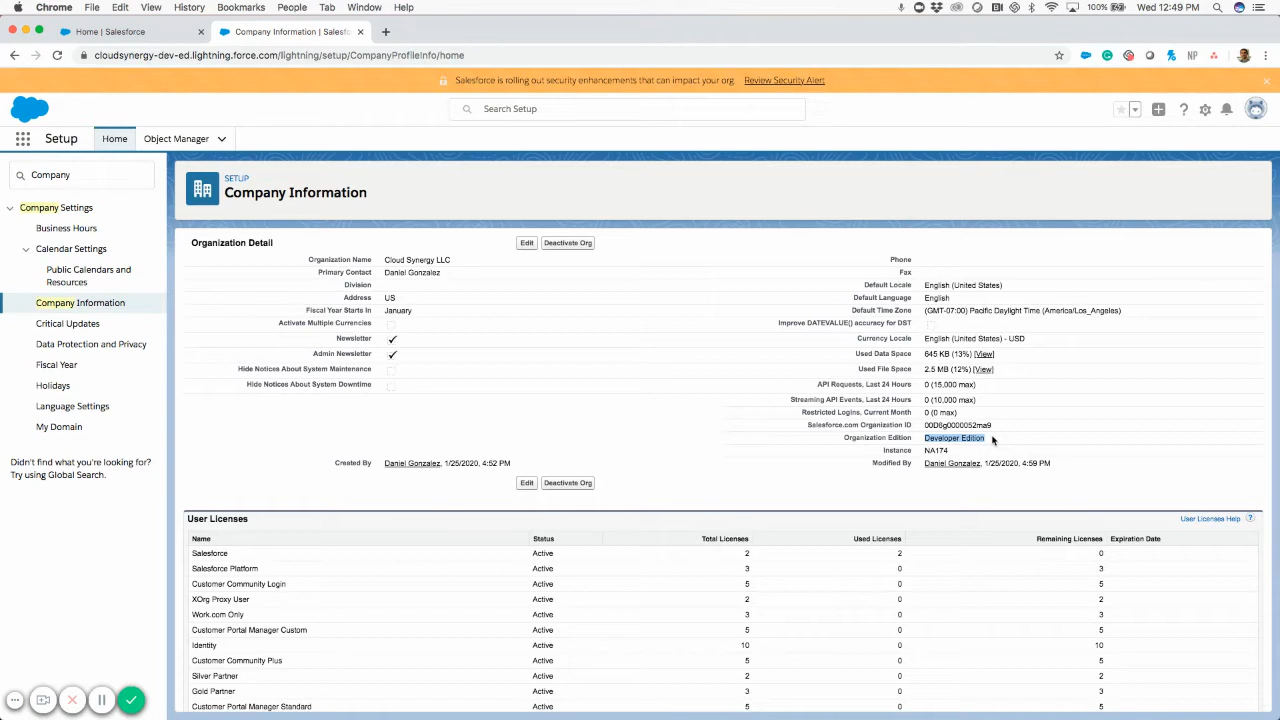 Chrome File Edit View History Bookmarks People Tab Window Help 100% Wed 12:49 PM
Home | Salesforce
Company Information | Salesfo
cloudsynergy-dev-ed.lightning.force.com/lightning/setup/CompanyProfileInfo/home
NP
Salesforce is rolling out security enhancements that can impact your org. Review Security Alert
Search Setup
Setup Home Object Manager
Company
Company Settings
Business Hours
Calendar Settings
Public Calendars and
Resources
Company Information
Critical Updates
Data Protection and Privacy
Fiscal Year
Holidays
Language Settings
My Domain
Didn't find what you're looking for?
Try using Global Search.
SETUP
Company Information
Organization Detail Edit Deactivate Org
Organization Name Cloud Synergy LLC Phone
Primary Contact Daniel Gonzalez Fax
Division Default Locale English (United States)
Address US Default Language English
Fiscal Year Starts In January Default Time Zone (GMT-07:00) Pacific Daylight Time (America/Los_Angeles)
Activate Multiple Currencies Improve DATEVALUE() accuracy for DST
Newsletter Currency Locale English (United States) - USD
Admin Newsletter Used Data Space 645 KB (13%) [View]
Hide Notices About System Maintenance Used File Space 2.5 MB (12%) [View]
Hide Notices About System Downtime API Requests, Last 24 Hours 0 (15,000 max)
Streaming API Events, Last 24 Hours 0 (10,000 max)
Restricted Logins, Current Month 0 (0 max)
Salesforce.com Organization ID 00D6g0000052ma9
Organization Edition Developer Edition
Instance NA174
Created By Daniel Gonzalez, 1/25/2020, 4:52 PM Modified By Daniel Gonzalez, 1/25/2020, 4:59 PM
Edit Deactivate Org
User Licenses User Licenses Help ?
Name Status Total Licenses Used Licenses Remaining Licenses Expiration Date
Salesforce Active 2 2 0
Salesforce Platform Active 3 0 3
Customer Community Login Active 5 0 5
XOrg Proxy User Active 2 0 2
Work.com Only Active 3 0 3
Customer Portal Manager Custom Active 5 0 5
Identity Active 10 0 10
Customer Community Plus Active 5 0 5
Silver Partner Active 2 0 2
Gold Partner Active 3 0 3
Customer Portal Manager Standard Active 5 0 5